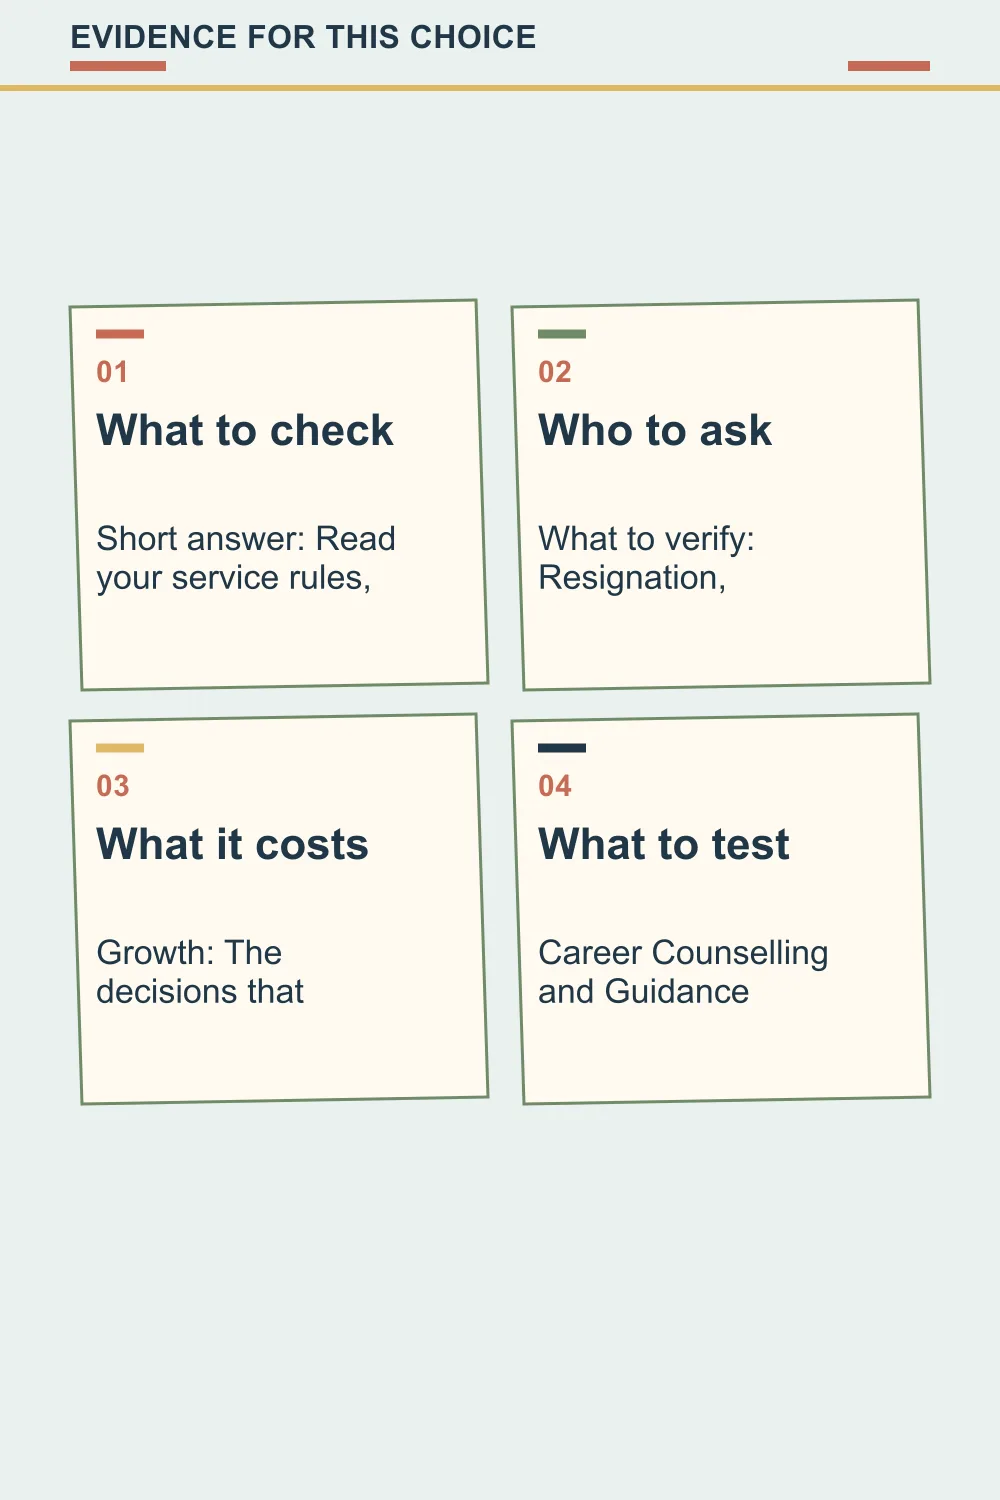 EVIDENCE FOR THIS CHOICE
01
What to check
Short answer: Read
your service rules,
02
Who to ask
What to verify:
Resignation,
03
What it costs
Growth: The
decisions that
04
What to test
Career Counselling
and Guidance